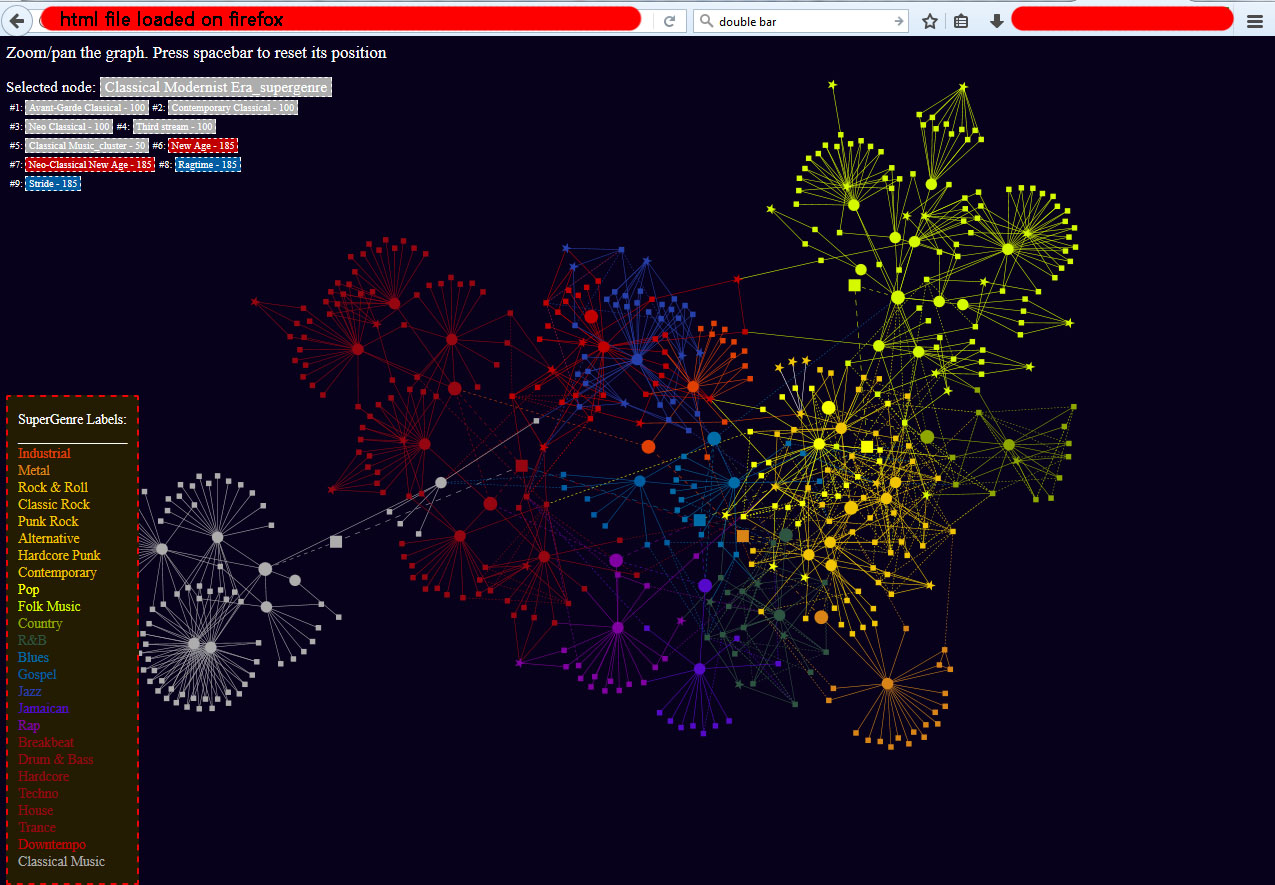 html file loaded on firefox
double bar
Zoom/pan the graph. Press spacebar to reset its position
Selected node: Classical Modernist Era_supergenre
#1: Avant-Garde Classical - 100 #2: Contemporary Classical - 100
#3: Neo Classical - 100 #4: Third stream - 100
#5: Classical Music_cluster - 50 #6: New Age - 185
#7: Neo-Classical New Age - 185 #8: Ragtime - 185
#9: Stride - 185
SuperGenre Labels:
Industrial
Metal
Rock & Roll
Classic Rock
Punk Rock
Alternative
Hardcore Punk
Contemporary
Pop
Folk Music
Country
R&B
Blues
Gospel
Jazz
Jamaican
Rap
Breakbeat
Drum & Bass
Hardcore
Techno
House
Trance
Downtempo
Classical Music